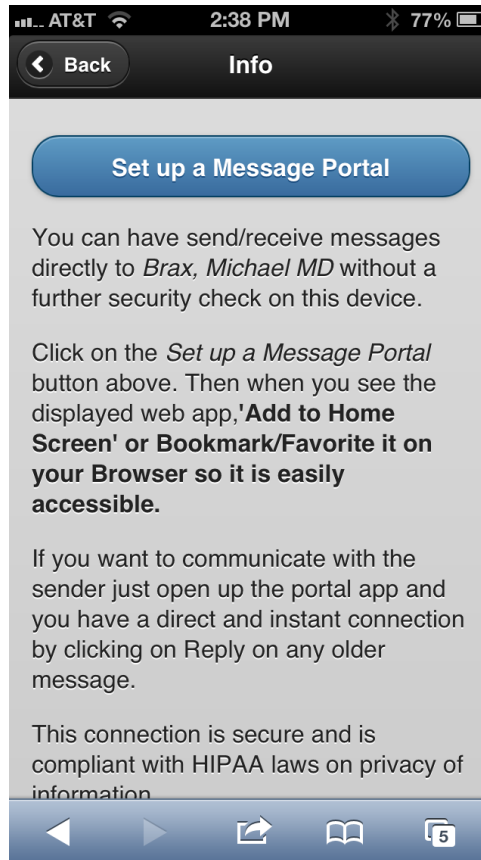 AT&T 2:38 PM 77%
Back Info
Set up a Message Portal
You can have send/receive messages
directly to Brax, Michael MD without a
further security check on this device.
Click on the Set up a Message Portal
button above. Then when you see the
displayed web app,'Add to Home
Screen' or Bookmark/Favorite it on
your Browser so it is easily
accessible.
If you want to communicate with the
sender just open up the portal app and
you have a direct and instant connection
by clicking on Reply on any older
message.
This connection is secure and is
compliant with HIPAA laws on privacy of
information
5